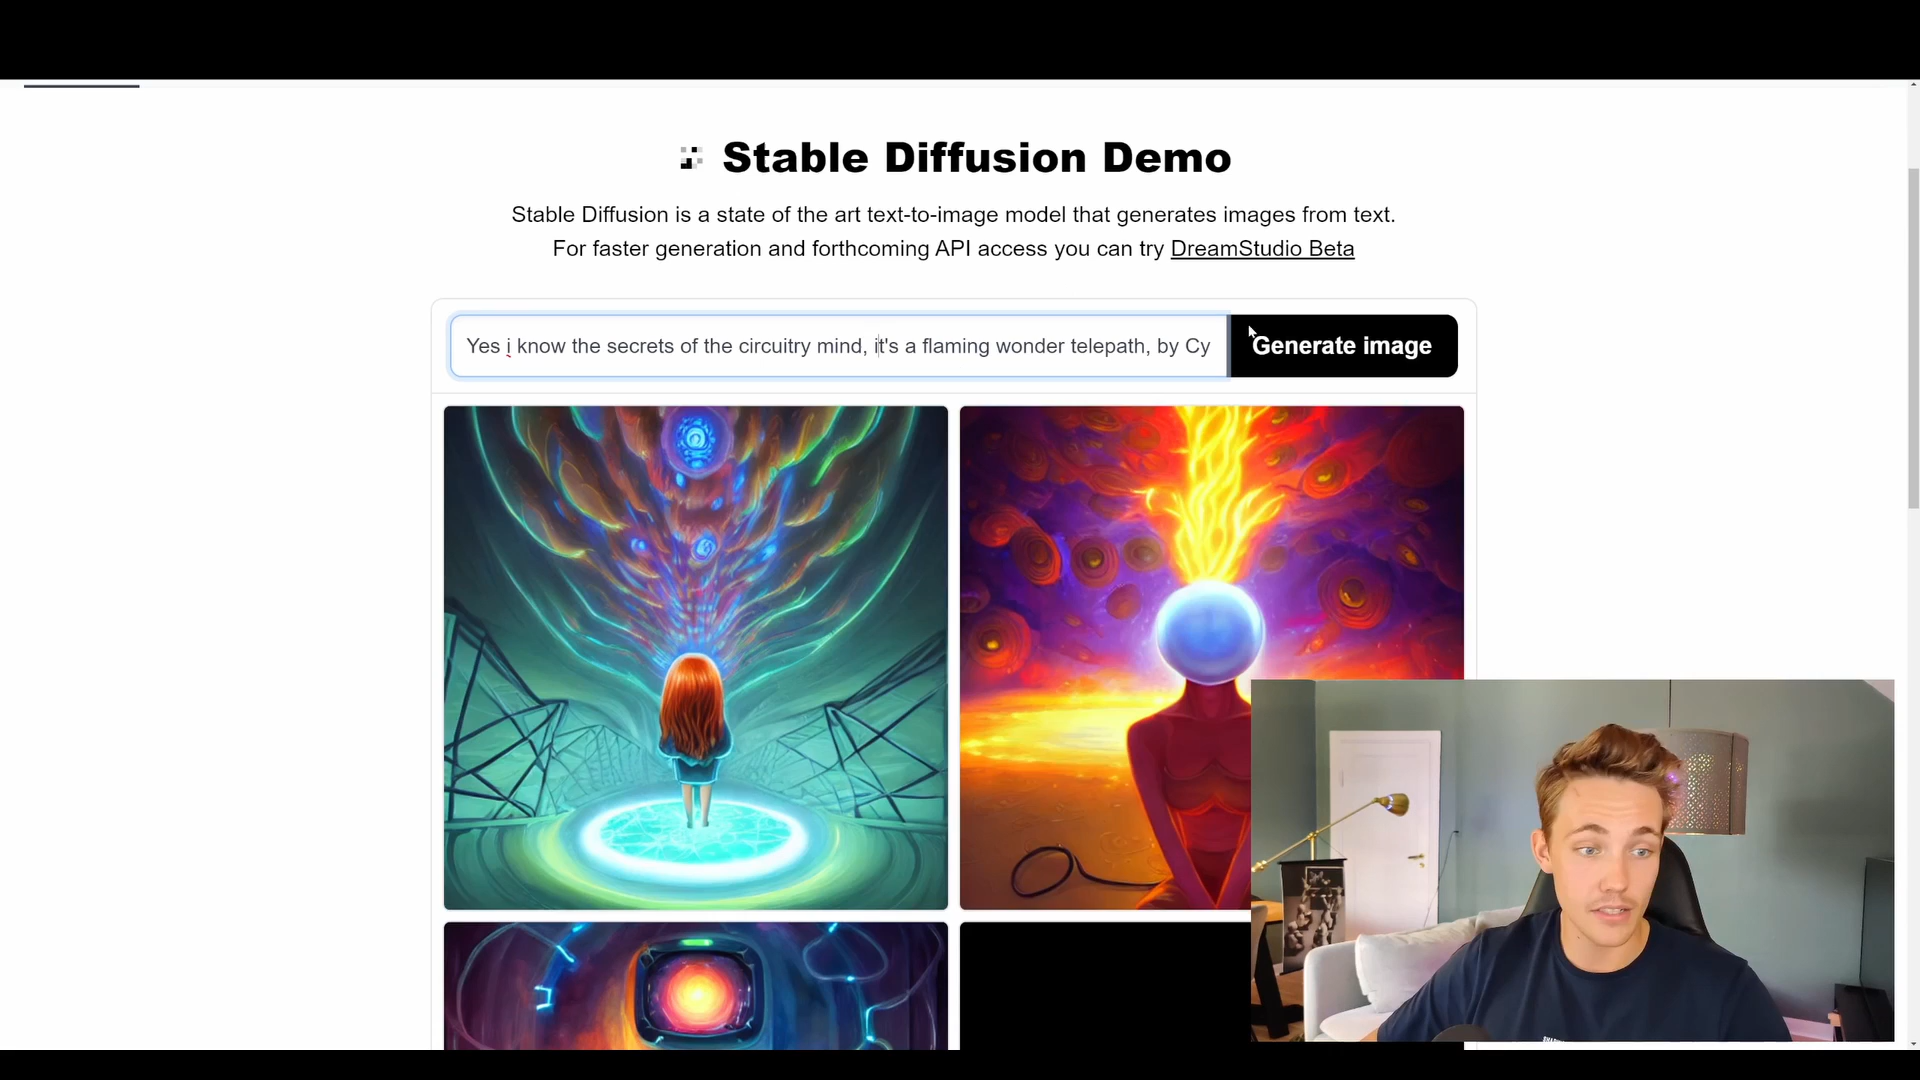 Stable Diffusion Demo
Stable Diffusion is a state of the art text-to-image model that generates images from text.
For faster generation and forthcoming API access you can try DreamStudio Beta
Yes i know the secrets of the circuitry mind, it's a flaming wonder telepath, by Cy
Generate image